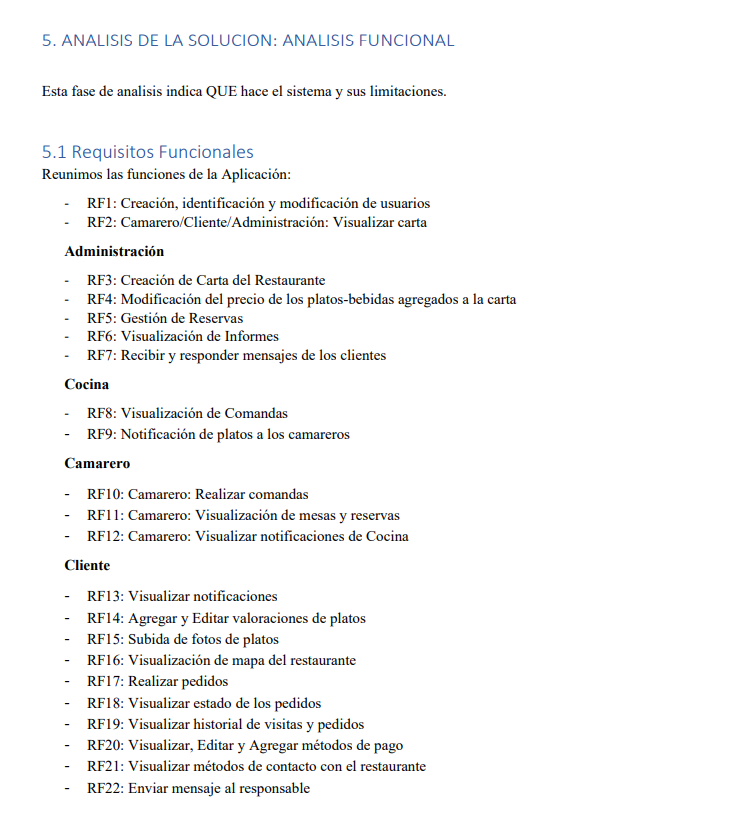 5. ANALISIS DE LA SOLUCION: ANALISIS FUNCIONAL
Esta fase de analisis indica QUE hace el sistema y sus limitaciones.
5.1 Requisitos Funcionales
Reunimos las funciones de la Aplicación:
- RF1: Creación, identificación y modificación de usuarios
- RF2: Camarero/Cliente/Administración: Visualizar carta
Administración
- RF3: Creación de Carta del Restaurante
- RF4: Modificación del precio de los platos-bebidas agregados a la carta
- RF5: Gestión de Reservas
- RF6: Visualización de Informes
- RF7: Recibir y responder mensajes de los clientes
Cocina
- RF8: Visualización de Comandas
- RF9: Notificación de platos a los camareros
Camarero
- RF10: Camarero: Realizar comandas
- RF11: Camarero: Visualización de mesas y reservas
- RF12: Camarero: Visualizar notificaciones de Cocina
Cliente
- RF13: Visualizar notificaciones
- RF14: Agregar y Editar valoraciones de platos
- RF15: Subida de fotos de platos
- RF16: Visualización de mapa del restaurante
- RF17: Realizar pedidos
- RF18: Visualizar estado de los pedidos
- RF19: Visualizar historial de visitas y pedidos
- RF20: Visualizar, Editar y Agregar métodos de pago
- RF21: Visualizar métodos de contacto con el restaurante
- RF22: Enviar mensaje al responsable